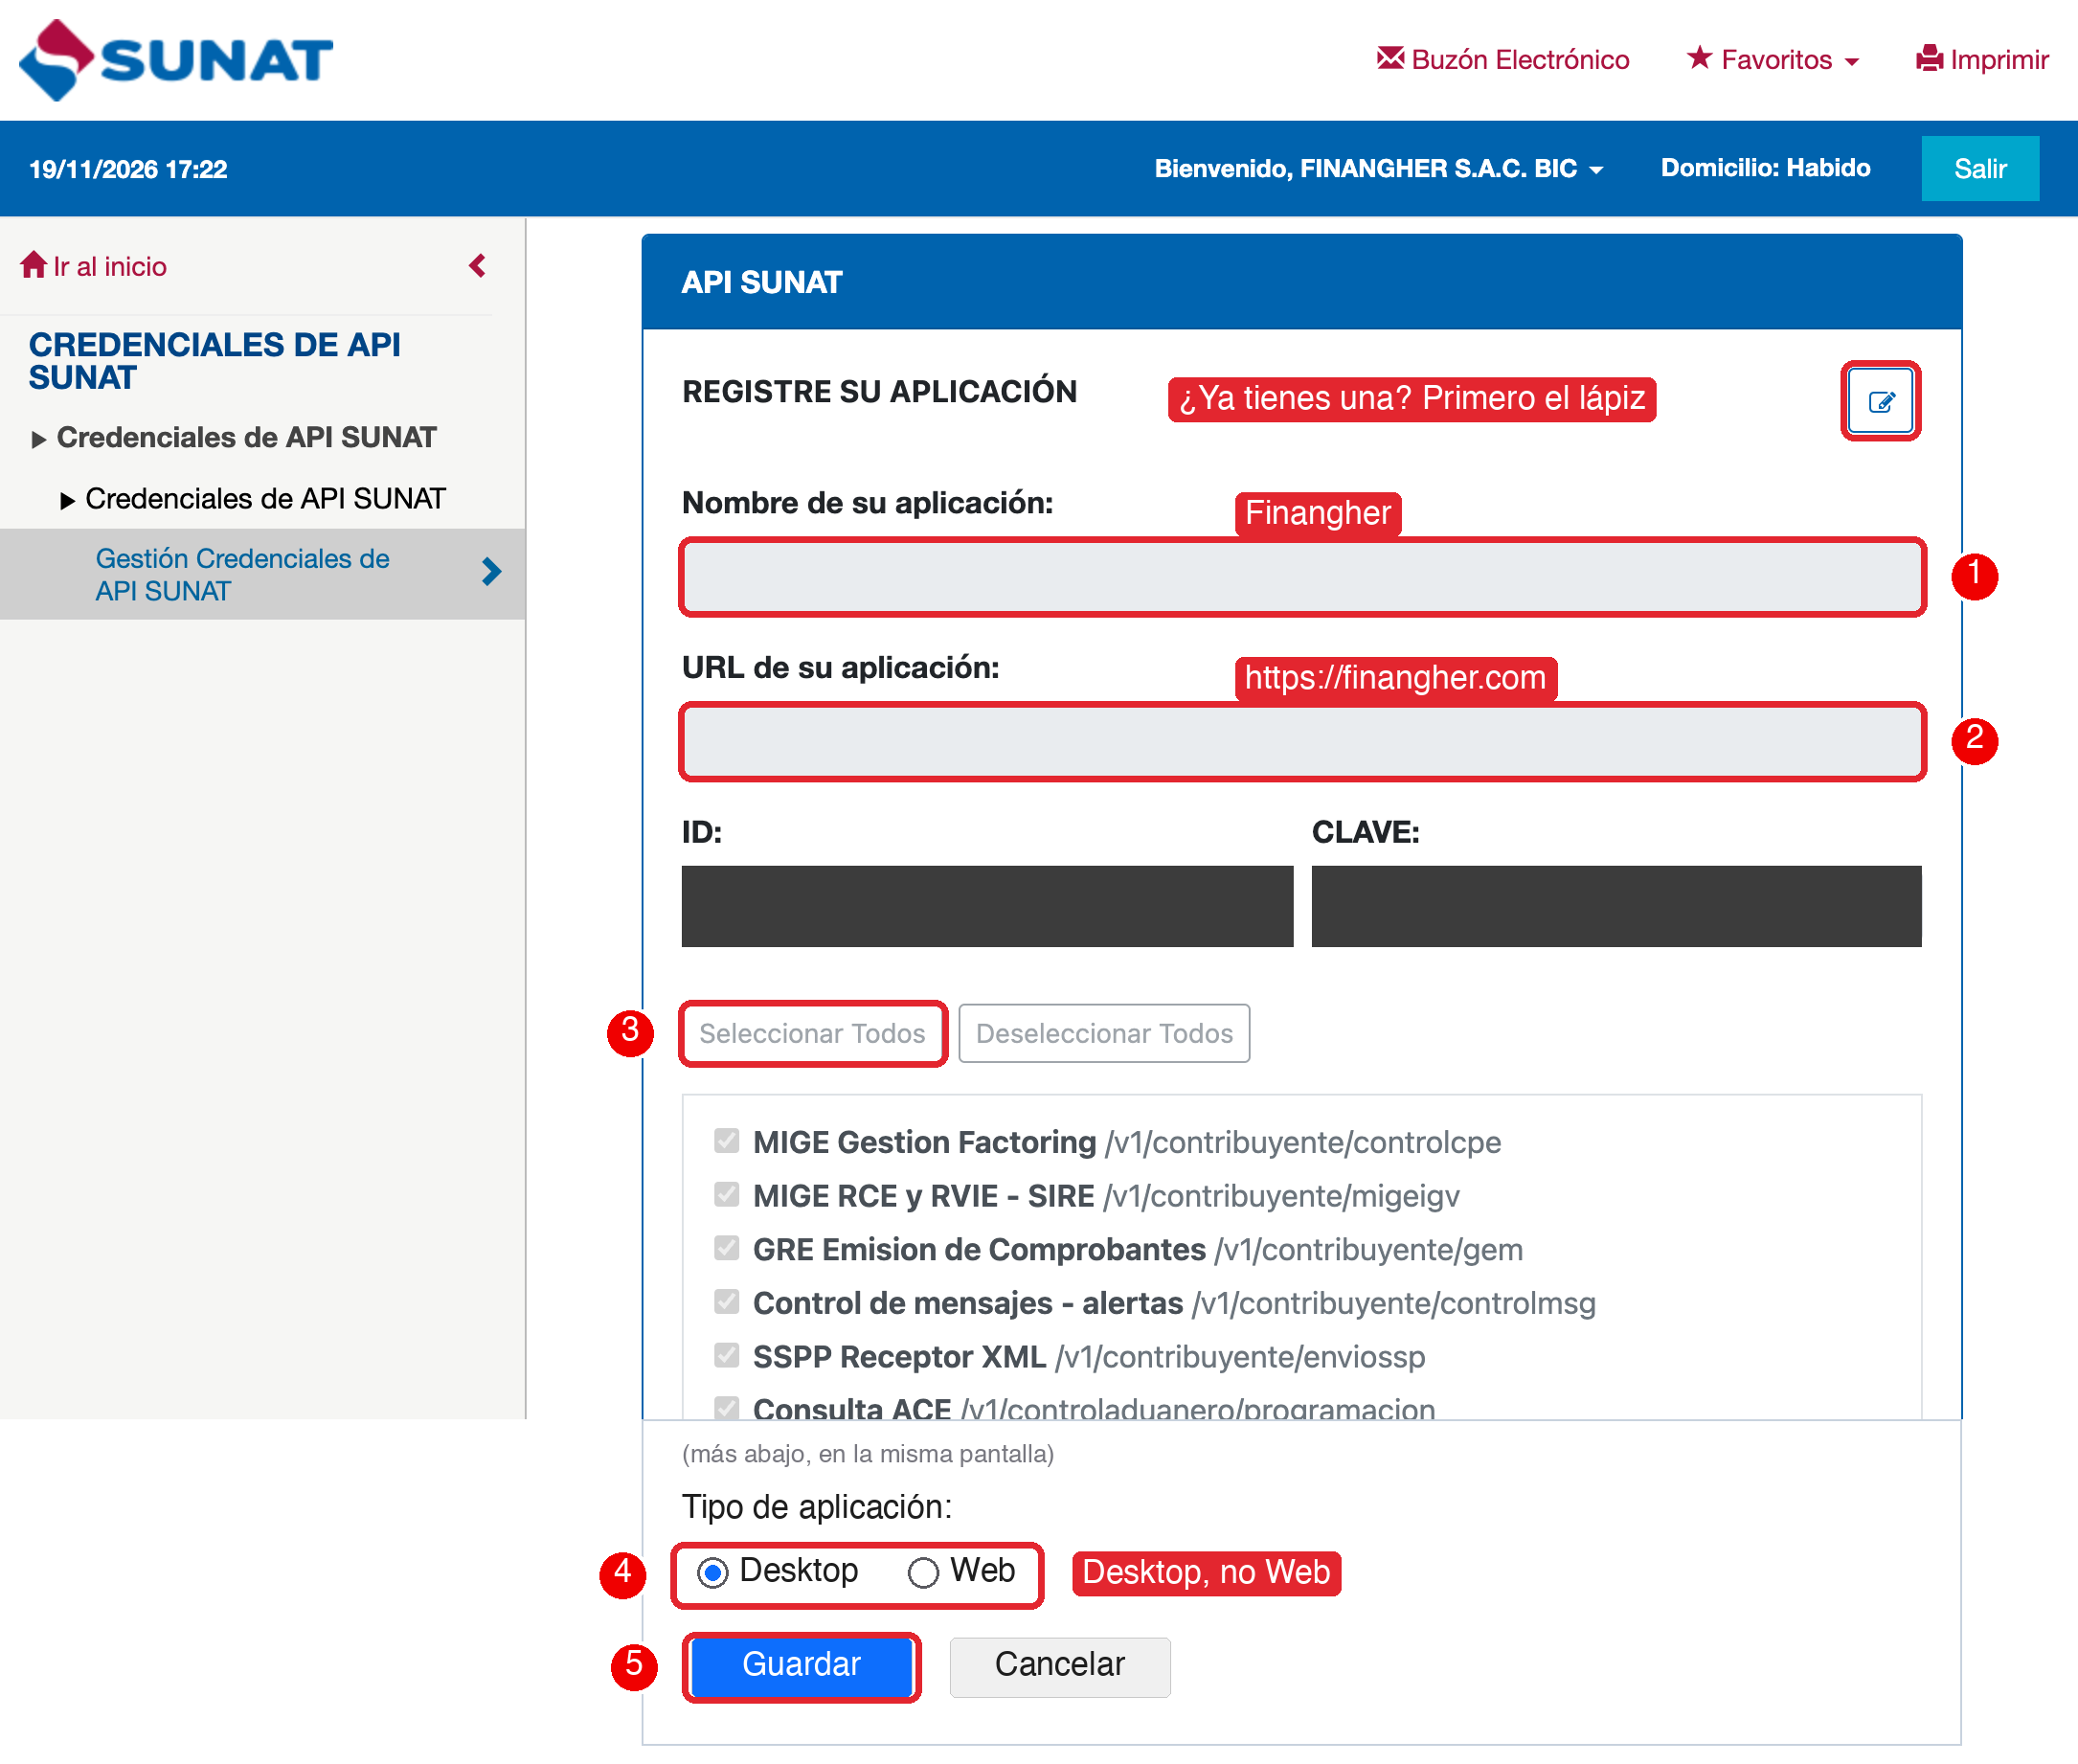 SUNAT
Buzón Electrónico
Favoritos
Imprimir
19/11/2026 17:22
Bienvenido, FINANGHER S.A.C. BIC
Domicilio: Habido
Salir
Ir al inicio
CREDENCIALES DE API
SUNAT
Credenciales de API SUNAT
Credenciales de API SUNAT
Gestión Credenciales de
API SUNAT
API SUNAT
REGISTRE SU APLICACIÓN
¿Ya tienes una? Primero el lápiz
Nombre de su aplicación:
Finangher
1
URL de su aplicación:
https://finangher.com
2
ID:
CLAVE:
3
Seleccionar Todos
Deseleccionar Todos
MIGE Gestion Factoring /v1/contribuyente/controlcpe
MIGE RCE y RVIE - SIRE /v1/contribuyente/migeigv
GRE Emision de Comprobantes /v1/contribuyente/gem
Control de mensajes - alertas /v1/contribuyente/controlmsg
SSPP Receptor XML /v1/contribuyente/enviossp
Consulta ACE /v1/controladuanero/programacion
(más abajo, en la misma pantalla)
Tipo de aplicación:
4
Desktop
Web
Desktop, no Web
5
Guardar
Cancelar